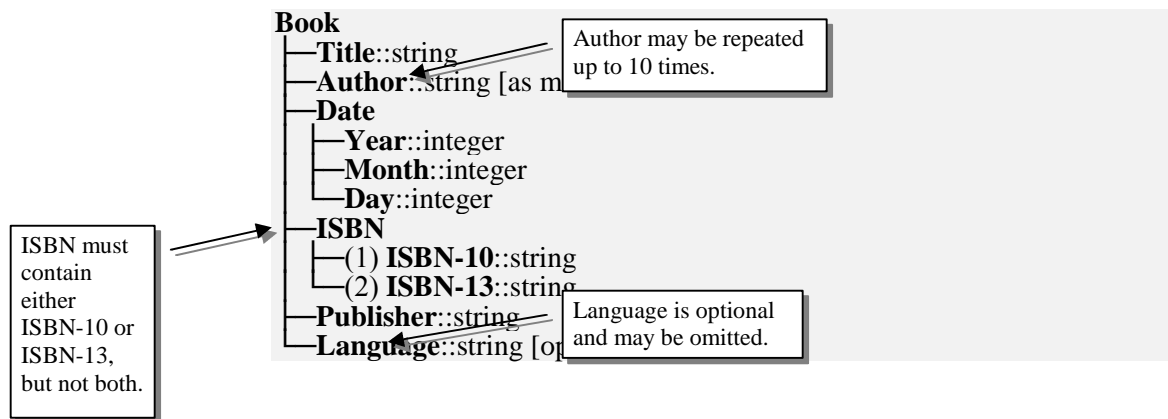 Book
Title::string
Author::string [as m
Author may be repeated
up to 10 times.
Date
Year::integer
Month::integer
Day::integer
ISBN
(1) ISBN-10::string
(2) ISBN-13::string
Publisher::string
Language::string [op
Language is optional
and may be omitted.
ISBN must
contain
either
ISBN-10 or
ISBN-13,
but not both.